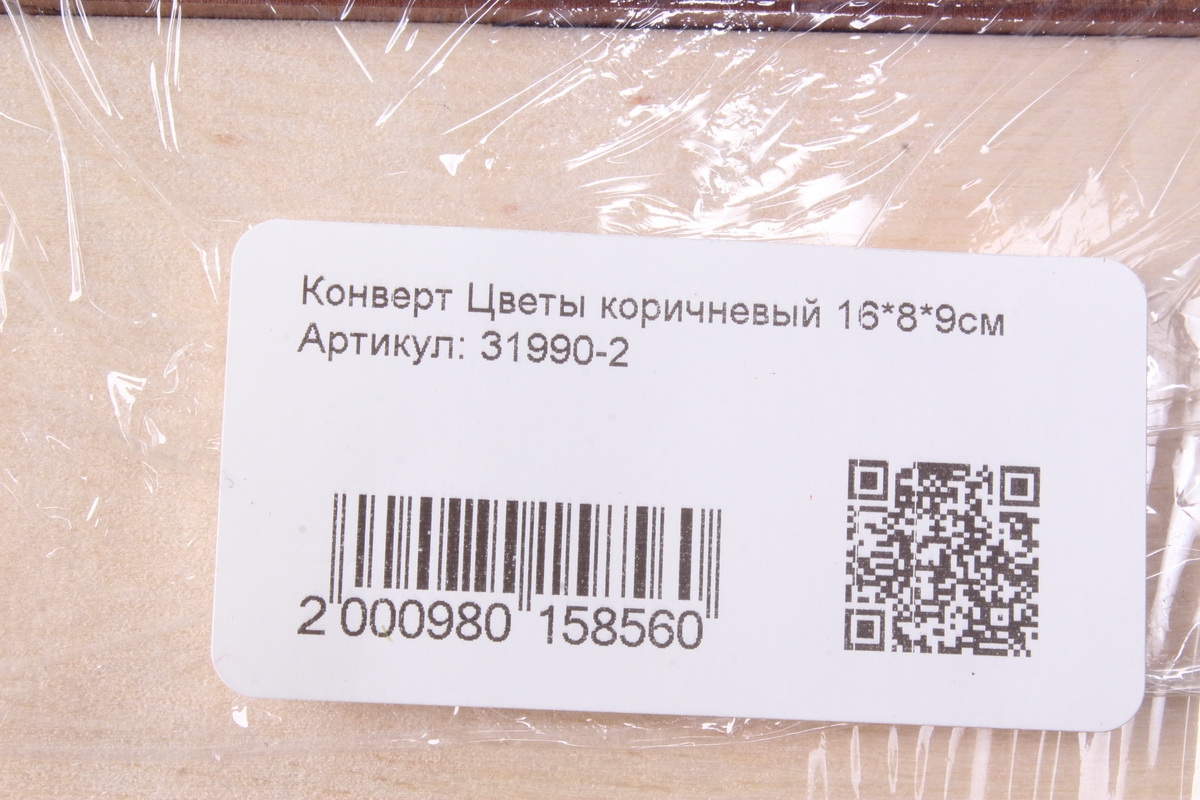 Конверт Цветы коричневый 16*8*9см
Артикул: 31990-2
2 000980 158560